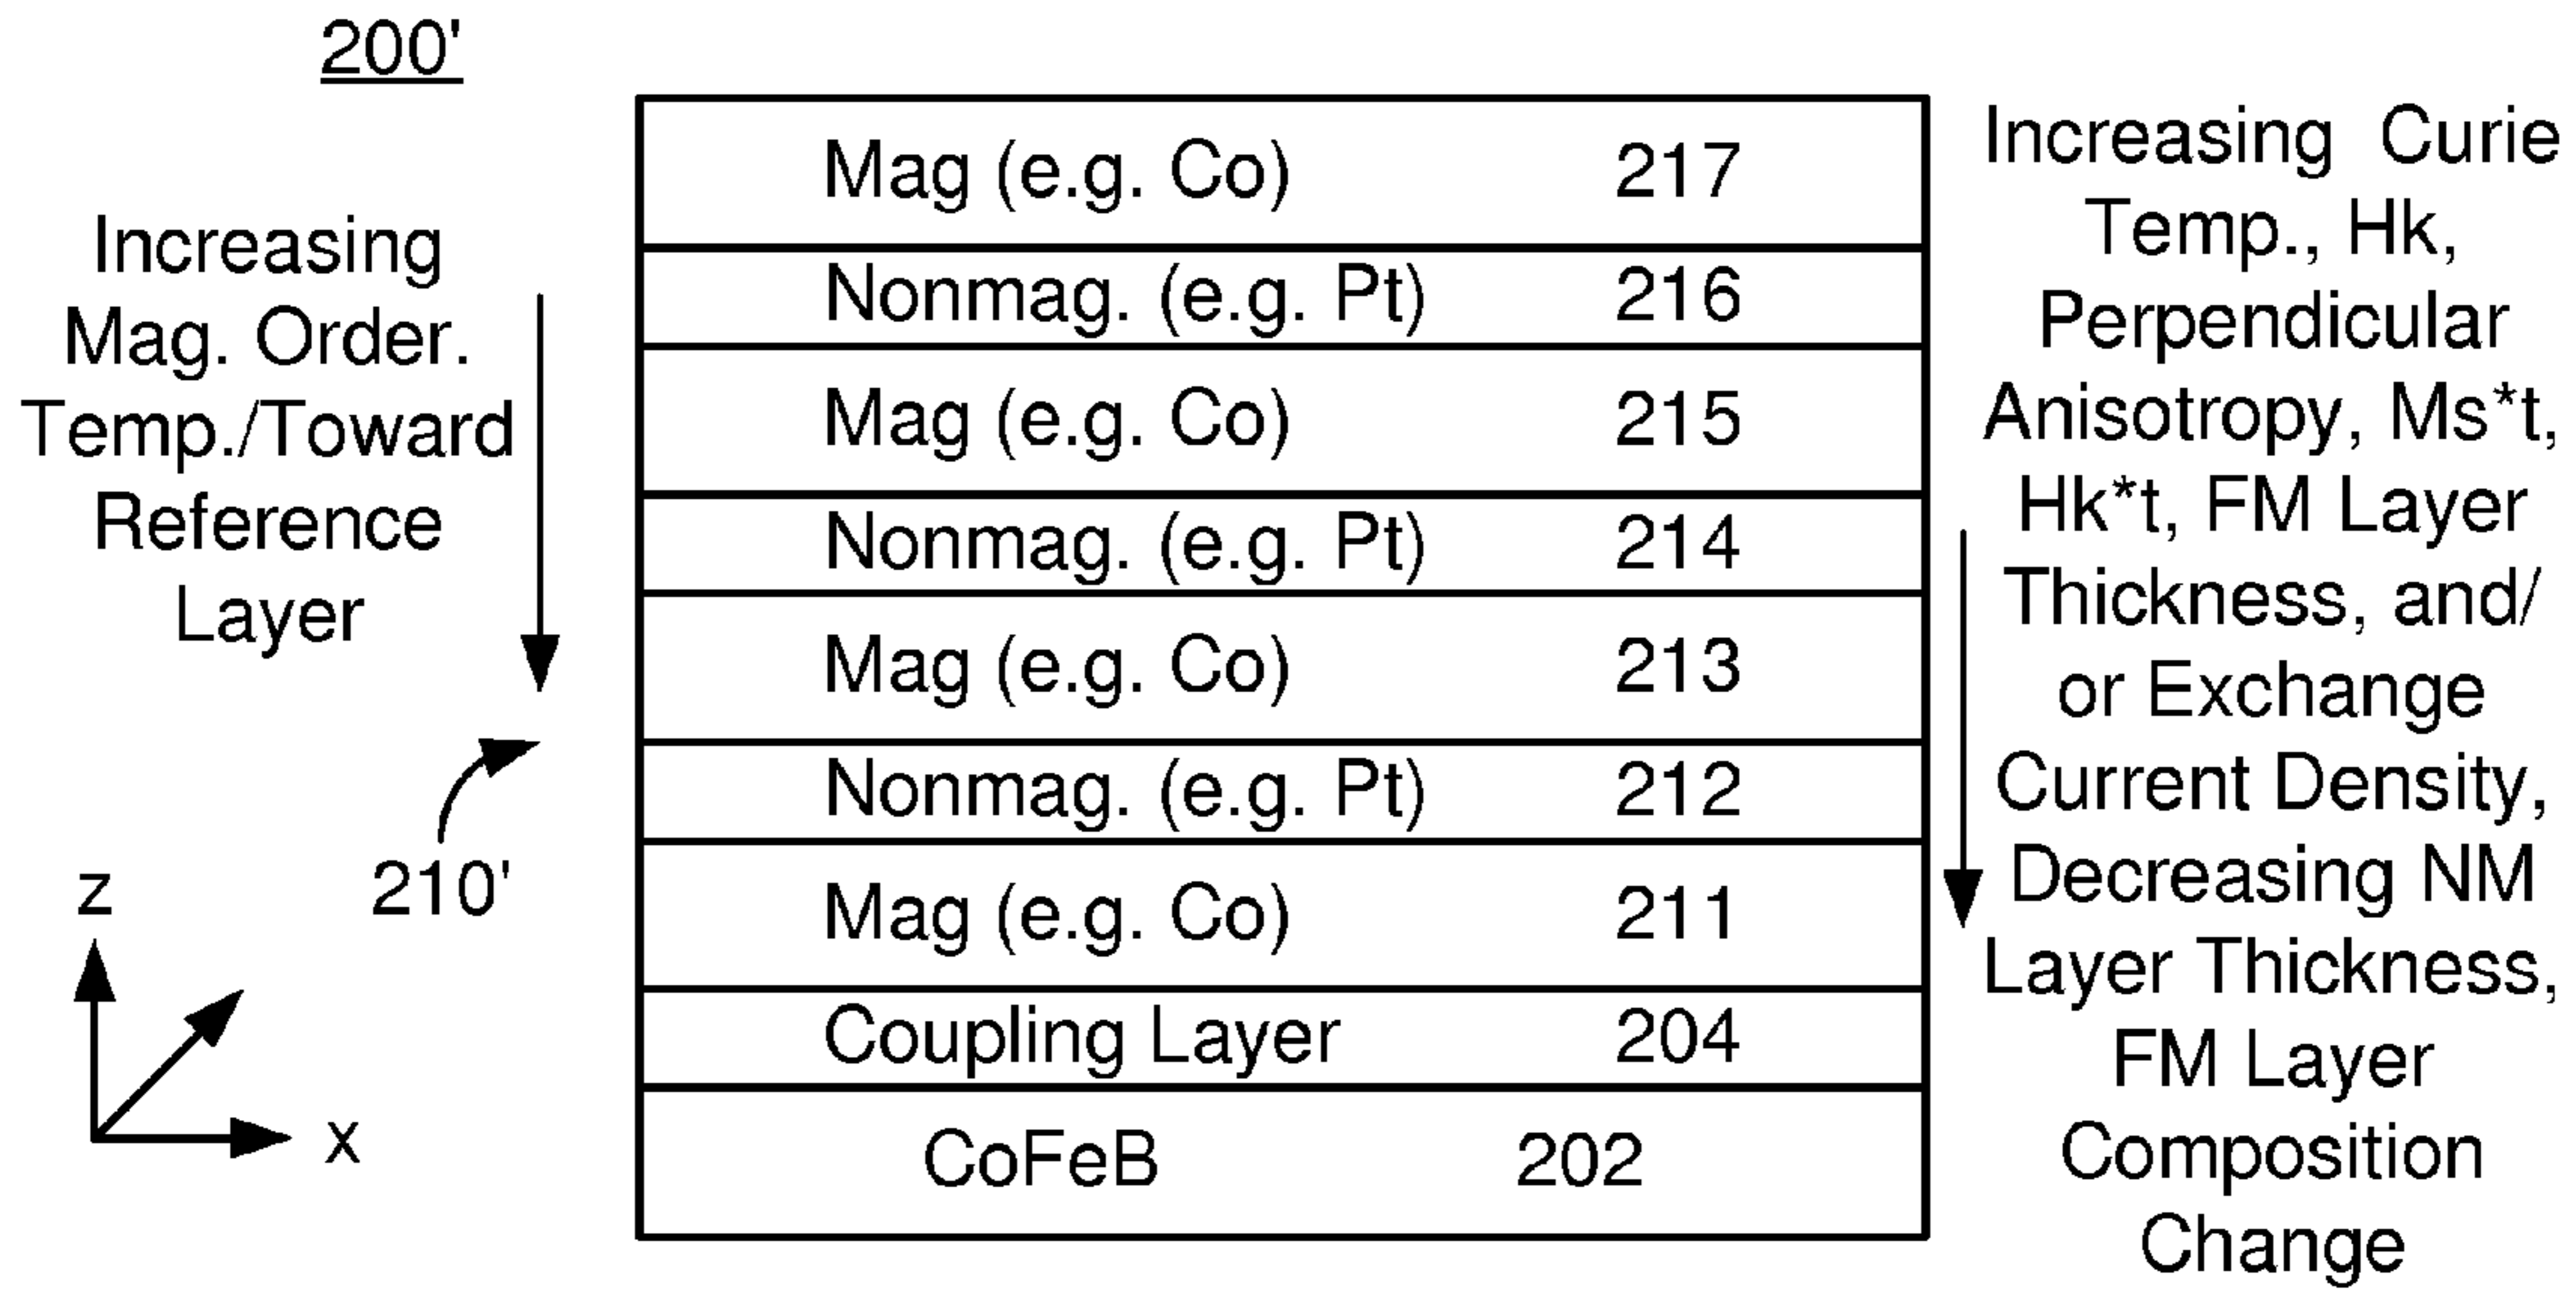 200'
Increasing
Mag. Order.
Temp./Toward
Reference
Layer
210'
z
x
Mag (e.g. Co) 217
Nonmag. (e.g. Pt) 216
Mag (e.g. Co) 215
Nonmag. (e.g. Pt) 214
Mag (e.g. Co) 213
Nonmag. (e.g. Pt) 212
Mag (e.g. Co) 211
Coupling Layer 204
CoFeB 202
Increasing Curie
Temp., Hk,
Perpendicular
Anisotropy, Ms*t,
Hk*t, FM Layer
Thickness, and/
or Exchange
Current Density,
Decreasing NM
Layer Thickness,
FM Layer
Composition
Change